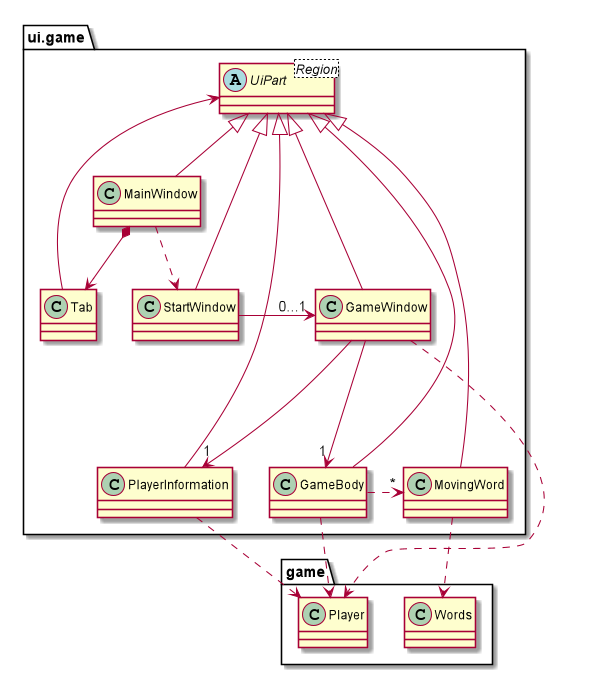 ui.game
Region
A UiPart
C MainWindow
C Tab
C StartWindow
0...1
C GameWindow
1
1
C PlayerInformation
C GameBody
*
C MovingWord
game
C Player
C Words